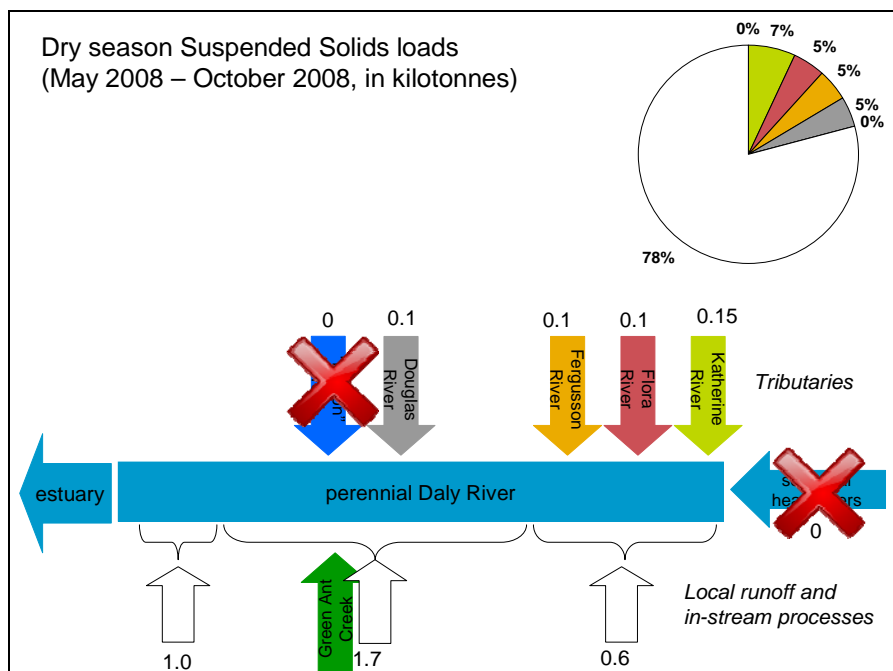 Dry season Suspended Solids loads
(May 2008 – October 2008, in kilotonnes)
0%
7%
5%
5%
5%
0%
78%
0
0.1
0.1
0.1
0.15
Douglas
River
Fergusson
River
Flora
River
Katherine
River
Tributaries
estuary
perennial Daly River
0
Green Ant
Creek
Local runoff and
in-stream processes
1.0
1.7
0.6